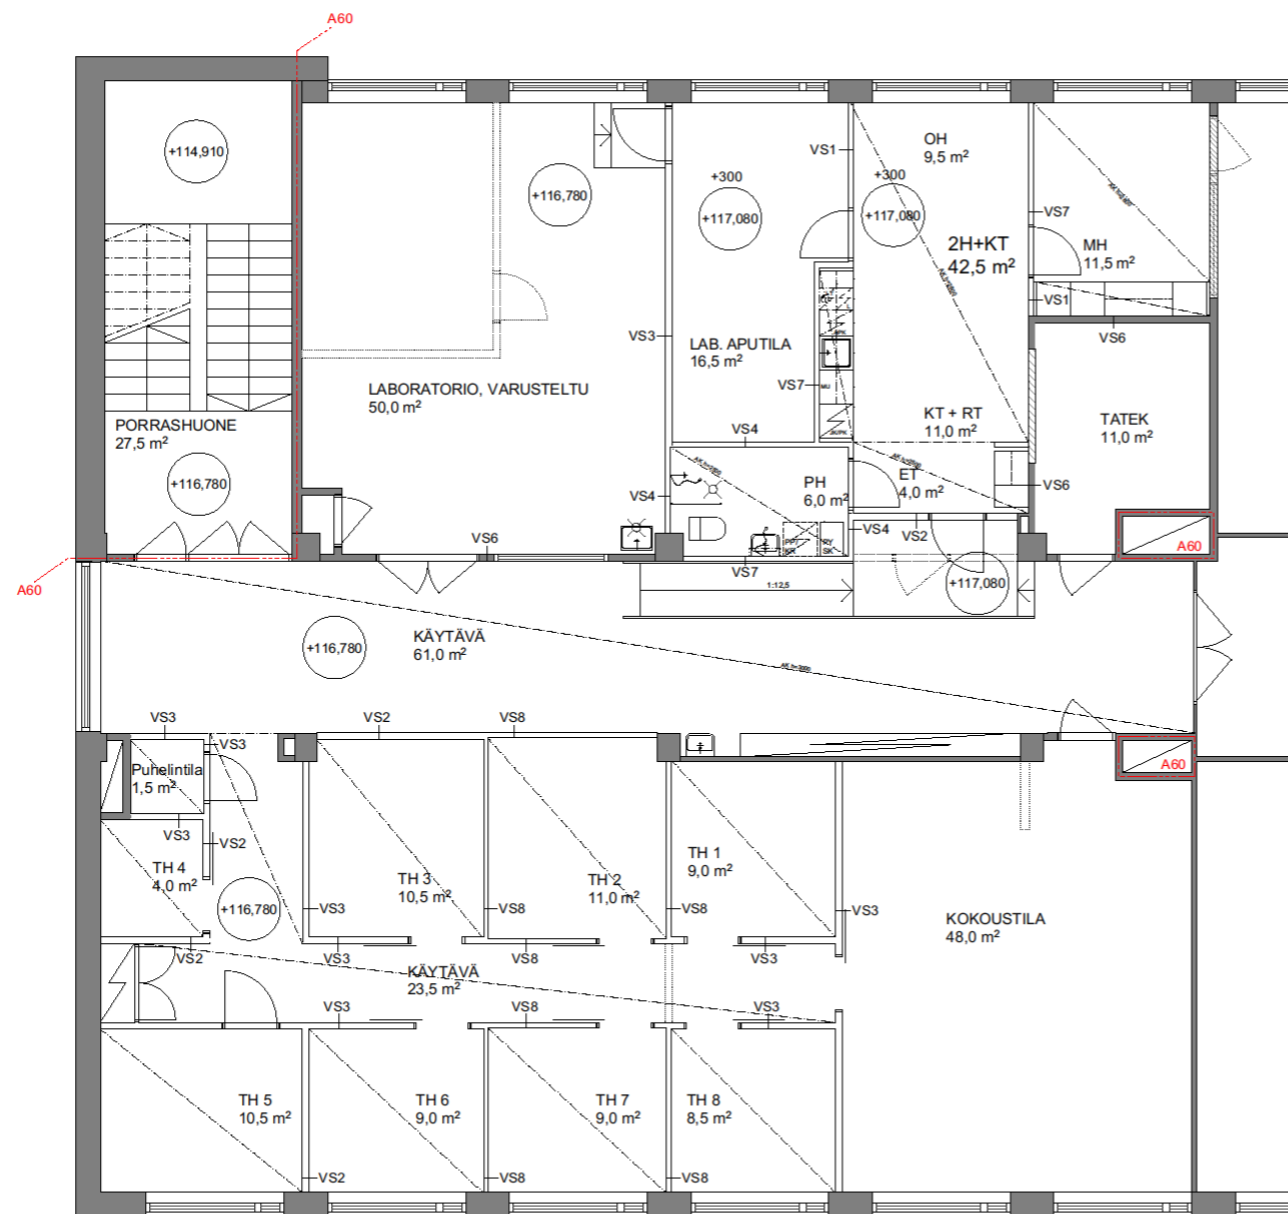 A60
+114,910
+116,780
+300
+117,080
VS1
+300
+117,080
OH
9,5 m²
2H+KT
42,5 m²
VS7
MH
11,5 m²
VS1
VS6
VS3
LAB. APUTILA
16,5 m²
VS7
LABORATORIO, VARUSTELTU
50,0 m²
PORRASHUONE
27,5 m²
VS4
KT + RT
11,0 m²
TATEK
11,0 m²
+116,780
VS4
PH
6,0 m²
ET
4,0 m²
VS6
VS6
VS4
VS2
VS7
A60
A60
1:12,5
+117,080
+116,780
KÄYTÄVÄ
61,0 m²
VS3
VS2
VS8
VS3
Puhelintila
1,5 m²
A60
VS3
VS2
TH 4
4,0 m²
TH 3
10,5 m²
TH 2
11,0 m²
TH 1
9,0 m²
+116,780
VS3
VS8
VS8
VS3
KOKOUSTILA
48,0 m²
VS2
VS3
VS8
VS3
KÄYTÄVÄ
23,5 m²
VS3
VS8
VS3
TH 5
10,5 m²
TH 6
9,0 m²
TH 7
9,0 m²
TH 8
8,5 m²
VS2
VS8
VS8